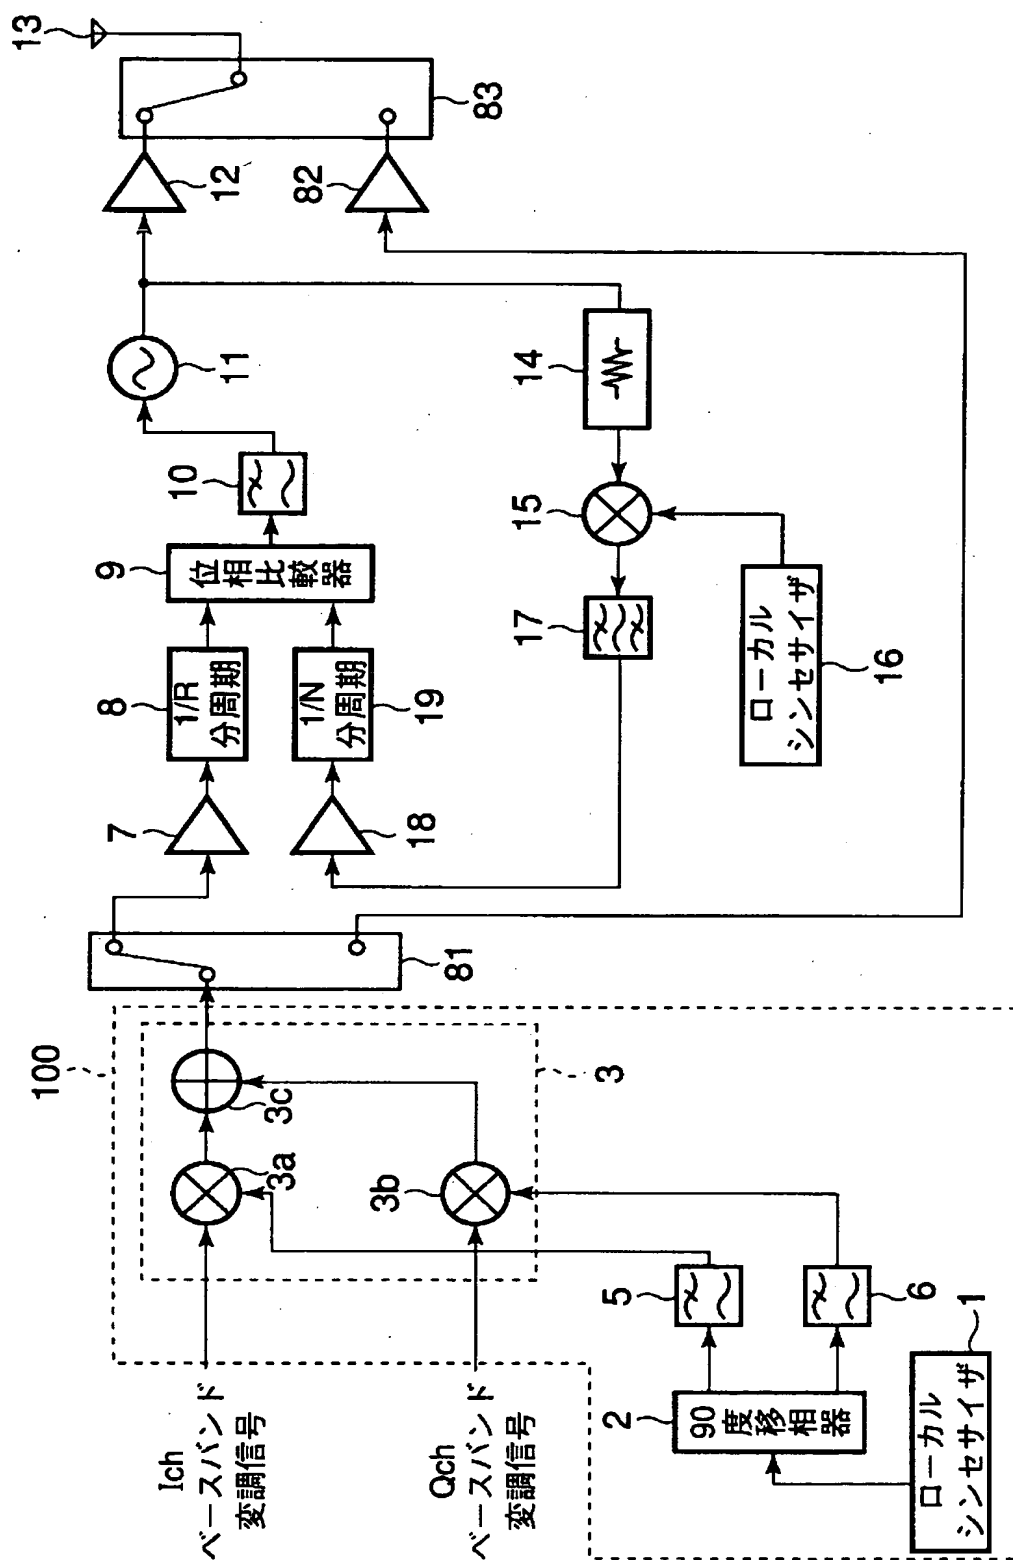 Ich
ベースバンド
変調信号
Qch
ベースバンド
変調信号
100
3
3a
3b
3c
2
90
度移相
器
5
6
1
ローカル
シンセサイザ
81
7
8
1/R
分周期
18
1/N
分周期
19
9
位相比較器
10
11
12
13
82
83
14
15
17
ローカル
シンセサイザ
16